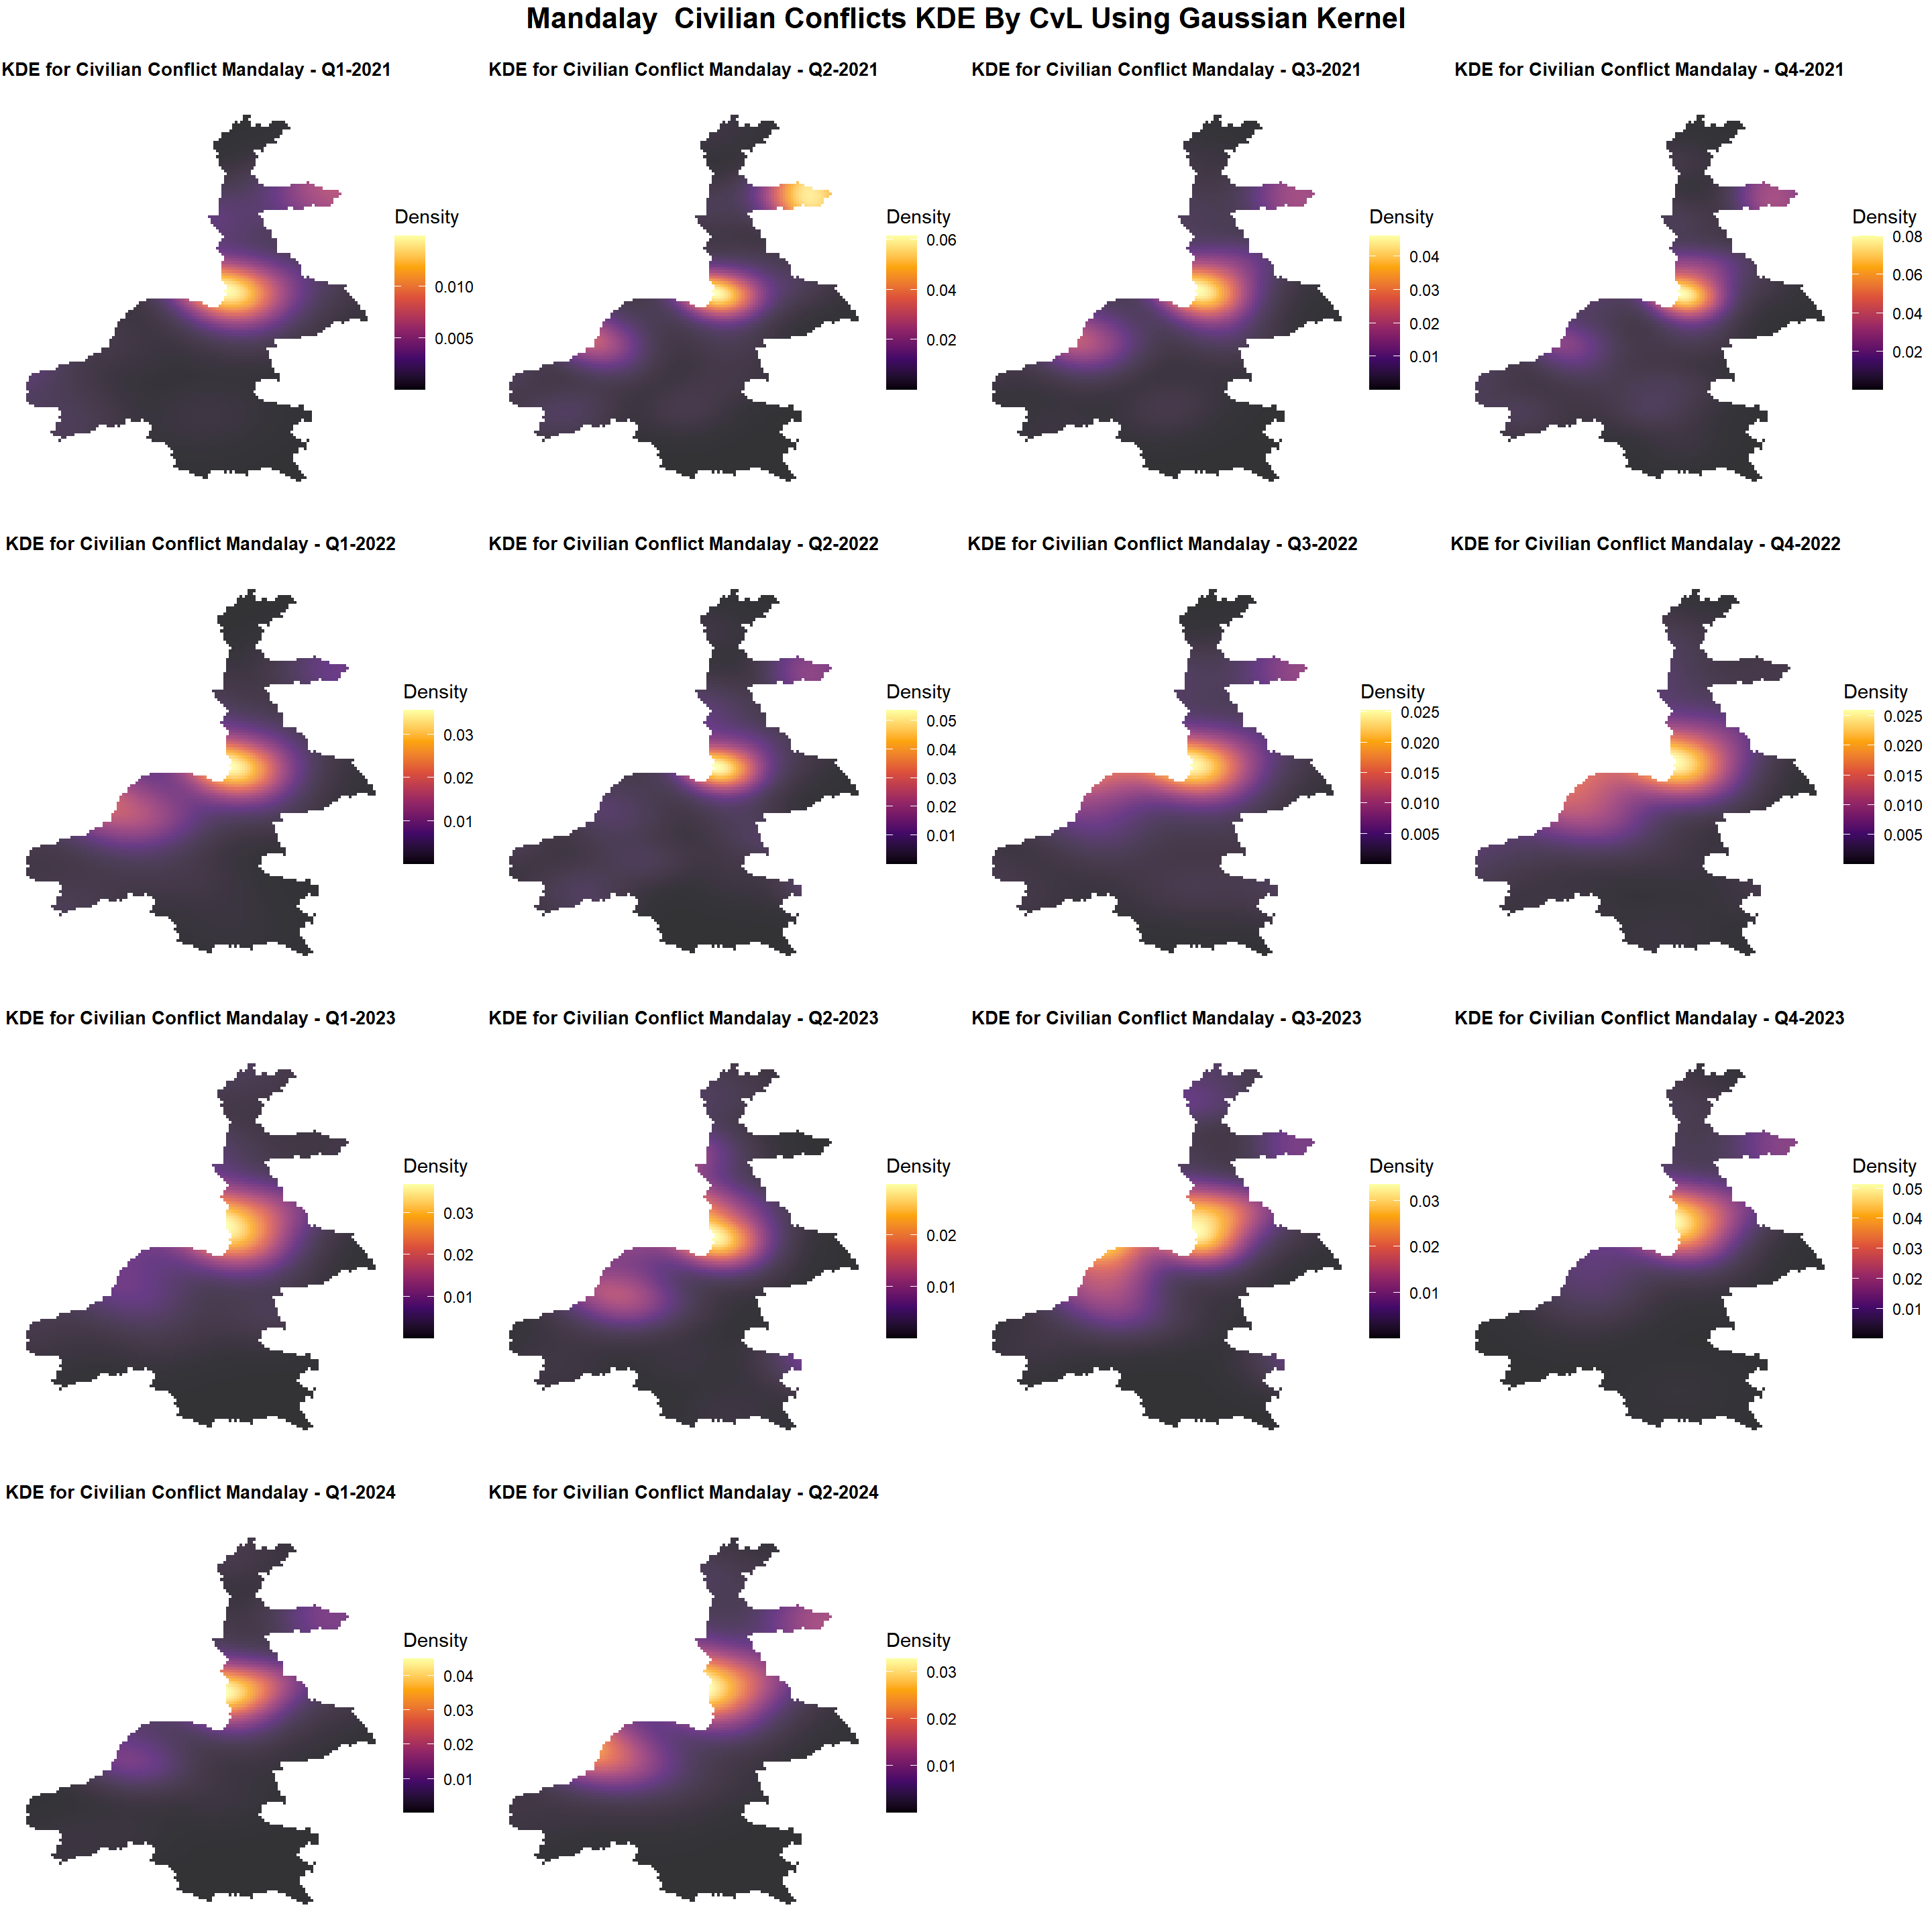 Mandalay  Civilian Conflicts KDE By CvL Using Gaussian Kernel
KDE for Civilian Conflict Mandalay - Q1-2021
Density
0.010
0.005
KDE for Civilian Conflict Mandalay - Q2-2021
Density
0.06
0.04
0.02
KDE for Civilian Conflict Mandalay - Q3-2021
Density
0.04
0.03
0.02
0.01
KDE for Civilian Conflict Mandalay - Q4-2021
Density
0.08
0.06
0.04
0.02
KDE for Civilian Conflict Mandalay - Q1-2022
Density
0.03
0.02
0.01
KDE for Civilian Conflict Mandalay - Q2-2022
Density
0.05
0.04
0.03
0.02
0.01
KDE for Civilian Conflict Mandalay - Q3-2022
Density
0.025
0.020
0.015
0.010
0.005
KDE for Civilian Conflict Mandalay - Q4-2022
Density
0.025
0.020
0.015
0.010
0.005
KDE for Civilian Conflict Mandalay - Q1-2023
Density
0.03
0.02
0.01
KDE for Civilian Conflict Mandalay - Q2-2023
Density
0.02
0.01
KDE for Civilian Conflict Mandalay - Q3-2023
Density
0.03
0.02
0.01
KDE for Civilian Conflict Mandalay - Q4-2023
Density
0.05
0.04
0.03
0.02
0.01
KDE for Civilian Conflict Mandalay - Q1-2024
Density
0.04
0.03
0.02
0.01
KDE for Civilian Conflict Mandalay - Q2-2024
Density
0.03
0.02
0.01